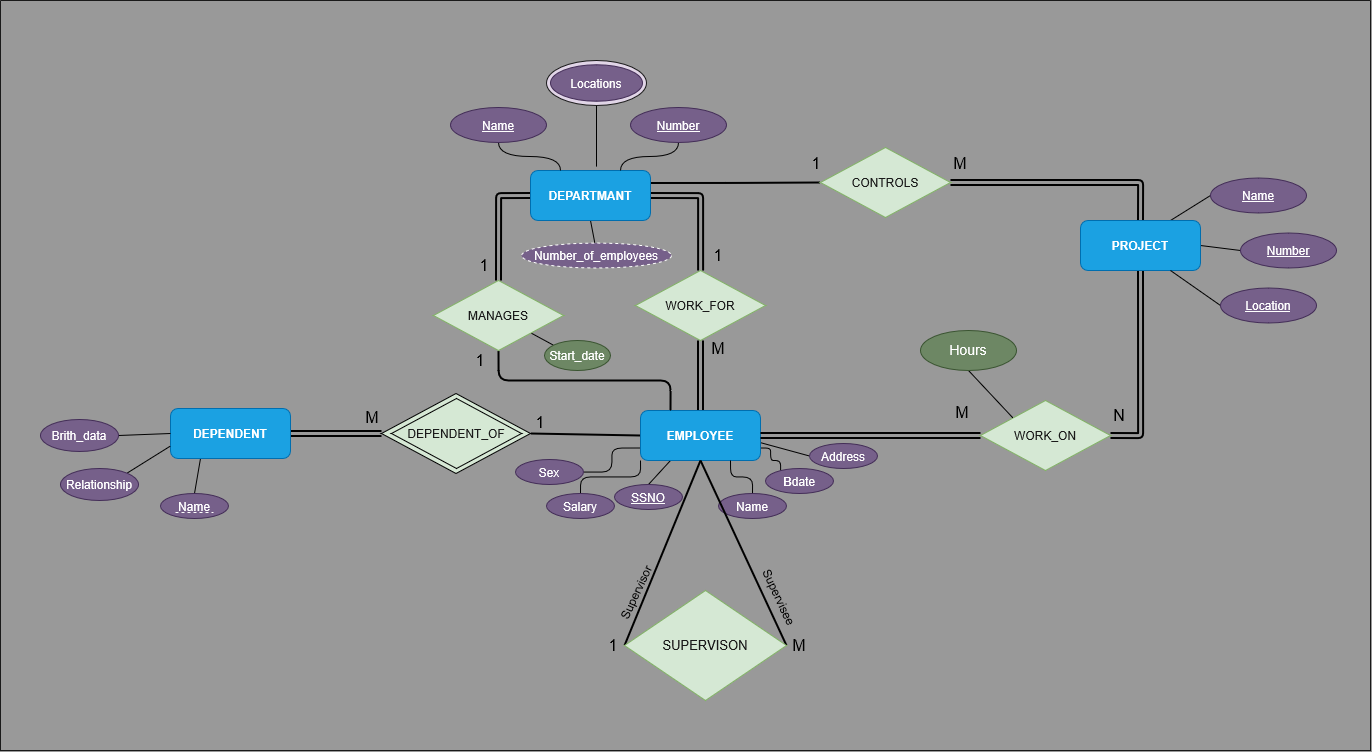 Locations
Name
Number
DEPARTMANT
Number_of_employees
1
CONTROLS
M
Name
PROJECT
Number
Location
1
1
MANAGES
WORK_FOR
1
Start_date
M
Hours
Brith_data
DEPENDENT
M
DEPENDENT_OF
1
EMPLOYEE
M
WORK_ON
N
Relationship
Name
Sex
Salary
SSNO
Name
Bdate
Address
Supervisor
Supervisee
1
SUPERVISON
M